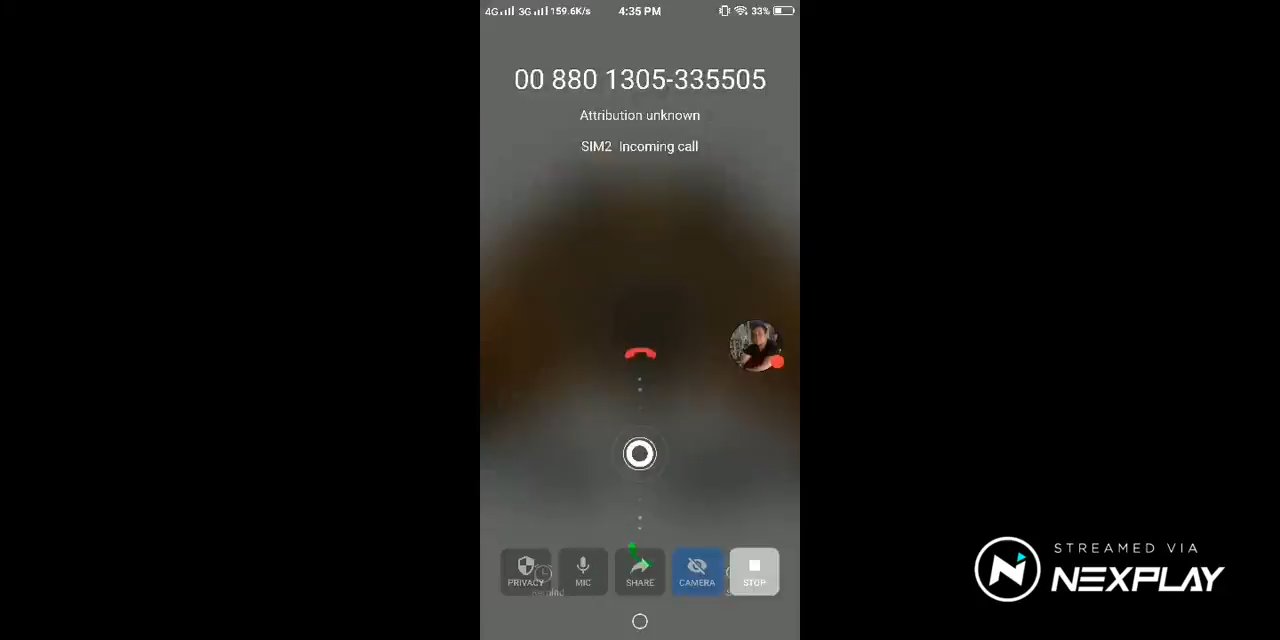 4G 3G 159.6K/s 4:35 PM 33%
00 880 1305-335505
Attribution unknown
SIM2 Incoming call
PRIVACY MIC SHARE CAMERA STOP
Remind
STREAMED VIA
NEXPLAY